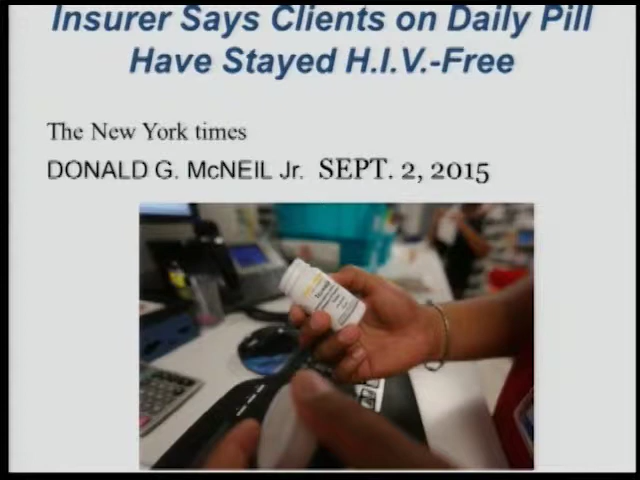 Insurer Says Clients on Daily Pill
Have Stayed H.I.V.-Free
The New York times
DONALD G. McNEIL Jr. SEPT. 2, 2015